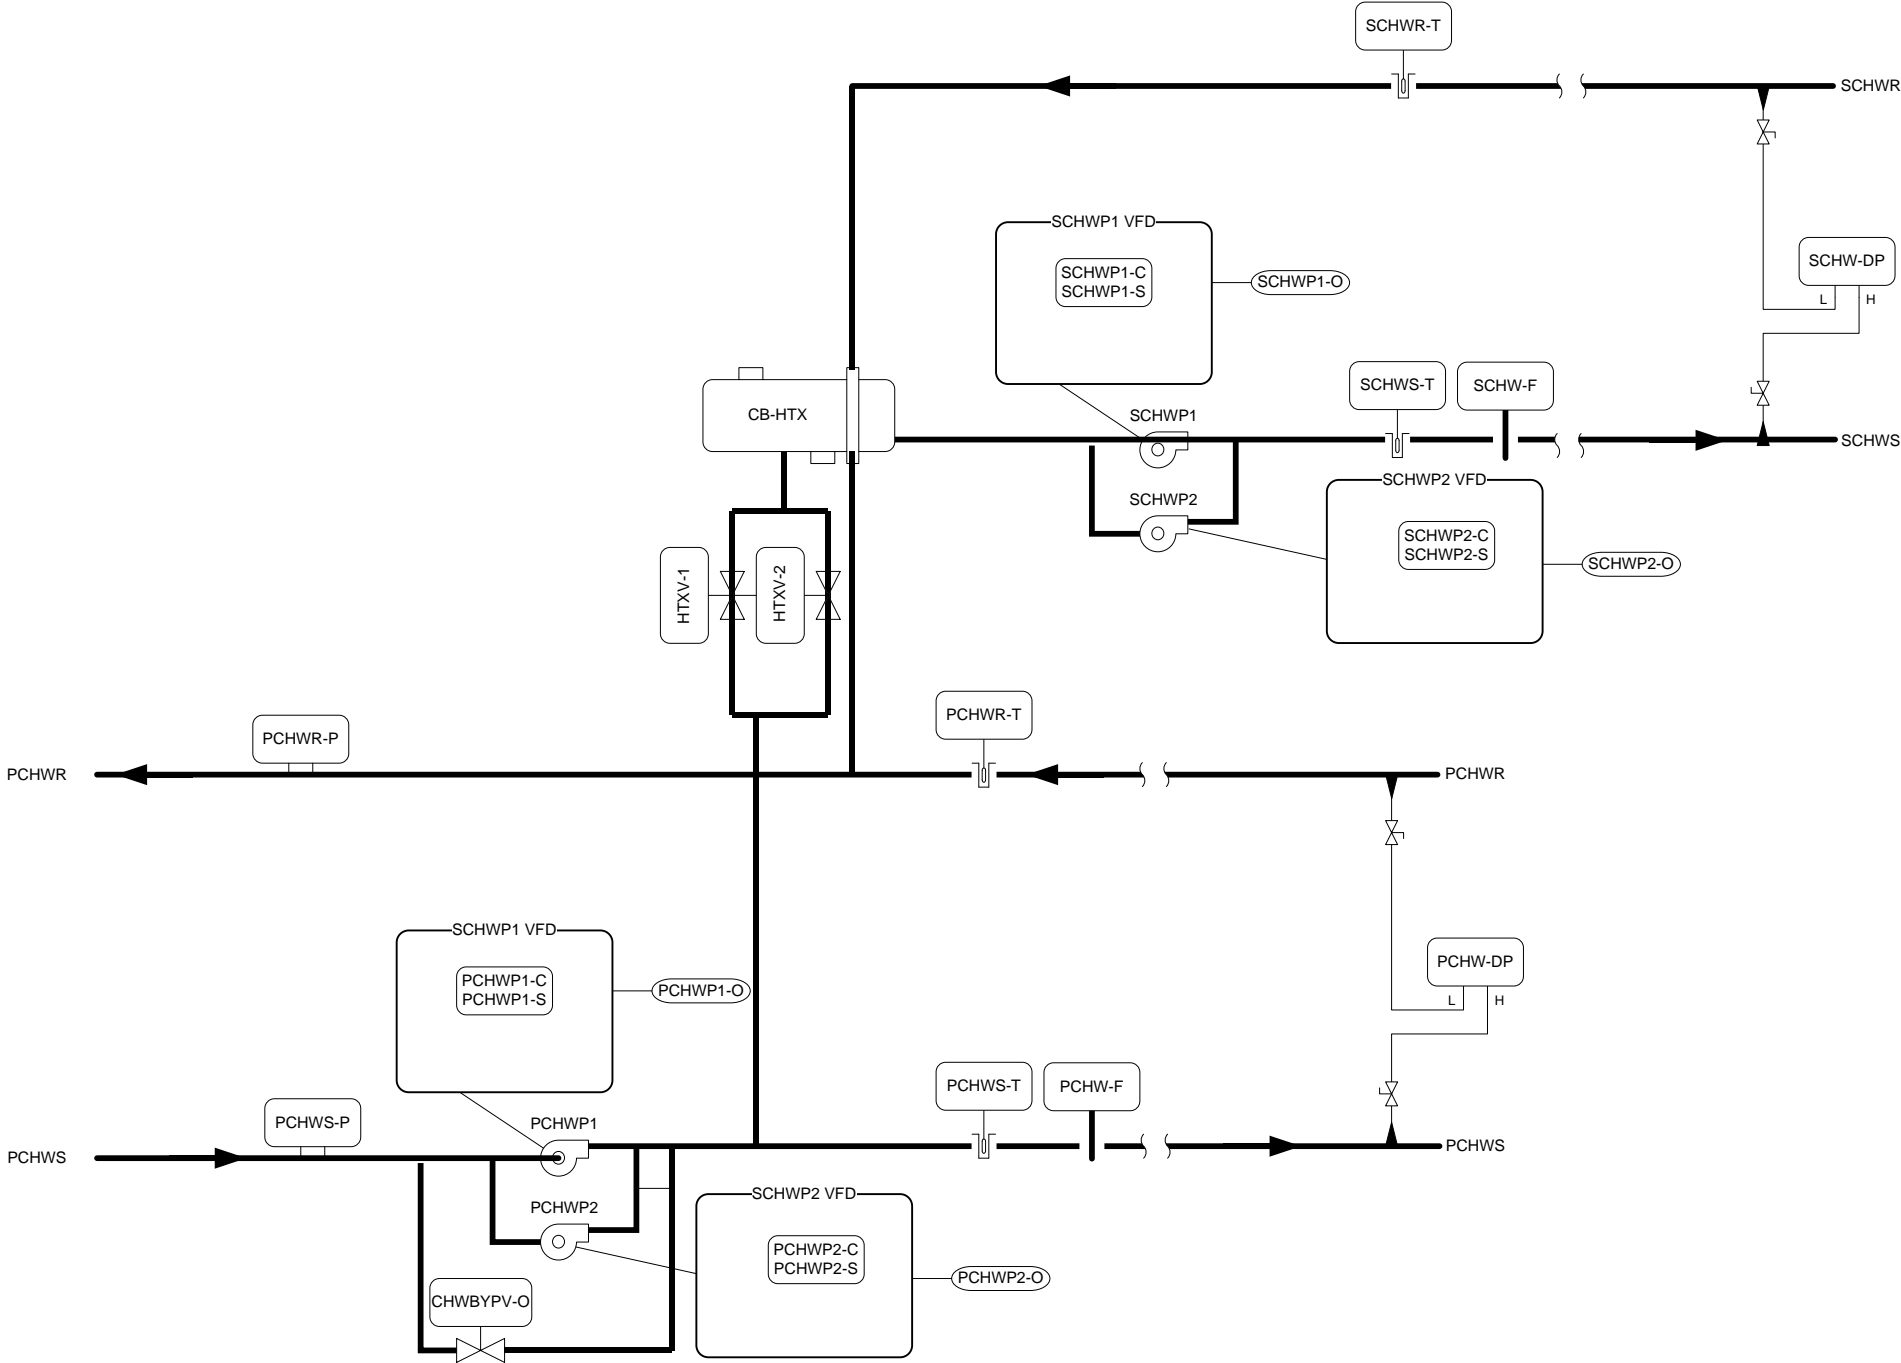 SCHWR-T
SCHWR
SCHWP1 VFD
SCHWP1-C
SCHWP1-S
SCHWP1-O
SCHW-DP
L
H
CB-HTX
SCHWP1
SCHWS-T
SCHW-F
SCHWS
SCHWP2
SCHWP2 VFD
SCHWP2-C
SCHWP2-S
SCHWP2-O
HTXV-1
HTXV-2
PCHWR-P
PCHWR-T
PCHWR
PCHWR
SCHWP1 VFD
PCHWP1-C
PCHWP1-S
PCHWP1-O
PCHW-DP
L
H
PCHWS-P
PCHWP1
PCHWS-T
PCHW-F
PCHWS
PCHWS
PCHWP2
SCHWP2 VFD
PCHWP2-C
PCHWP2-S
PCHWP2-O
CHWBYPV-O